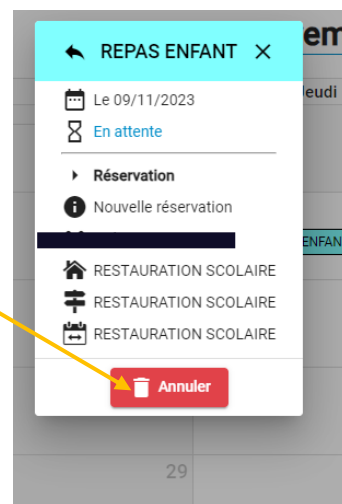 em
REPAS ENFANT
eudi
Le 09/11/2023
En attente
Réservation
Nouvelle réservation
ENFAN
RESTAURATION SCOLAIRE
RESTAURATION SCOLAIRE
RESTAURATION SCOLAIRE
Annuler
29